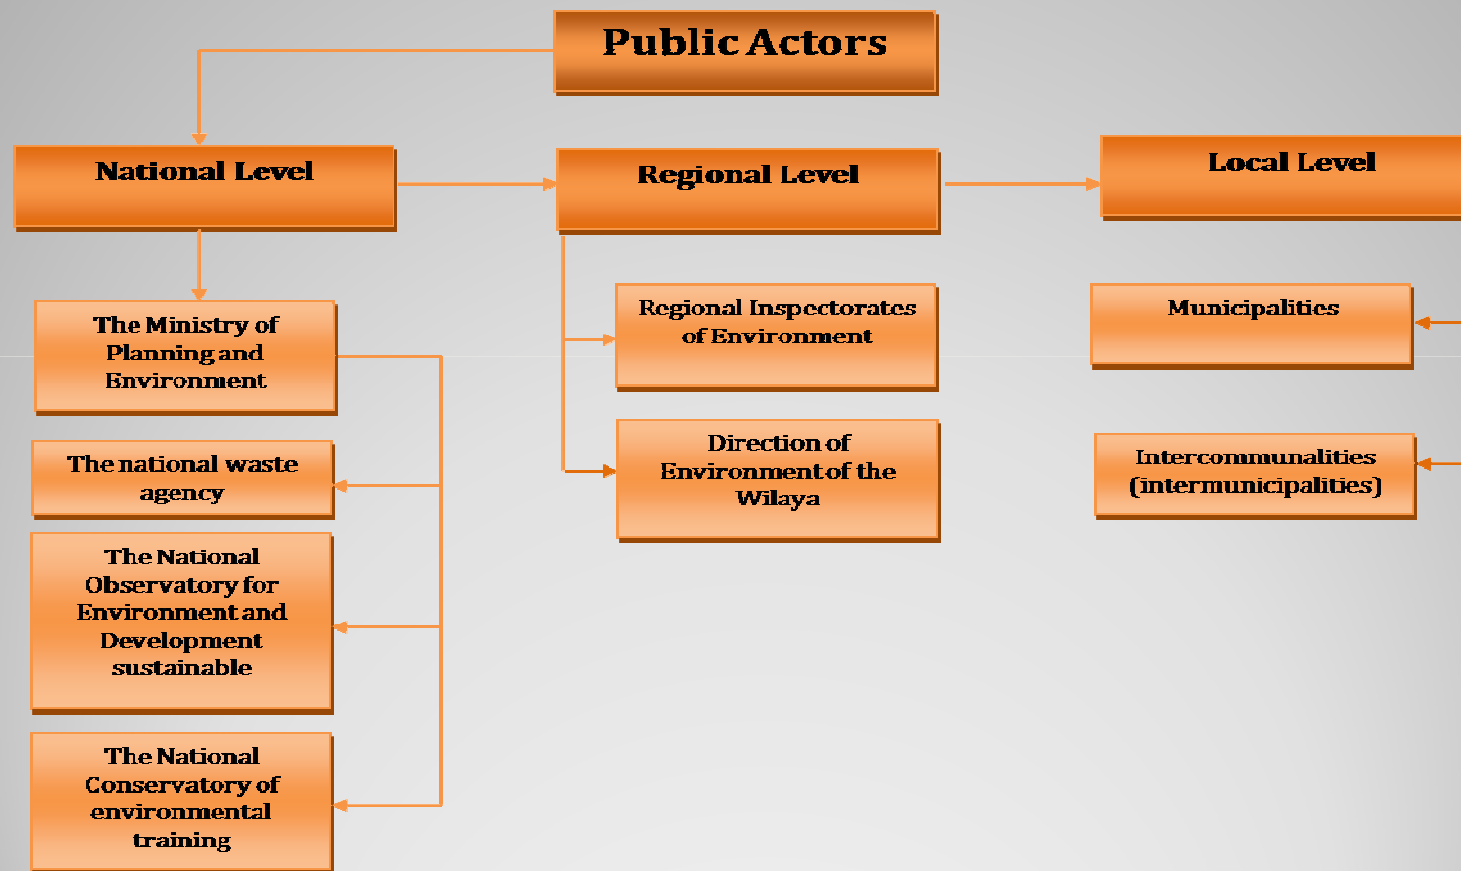 Public Actors
National Level
Regional Level
Local Level
The Ministry of
Planning and
Environment
The national waste
agency
The National
Observatory for
Environment and
Development
sustainable
The National
Conservatory of
environmental
training
Regional Inspectorates
of Environment
Direction of
Environment of the
Wilaya
Municipalities
Intercommunalities
(intermunicipalities)